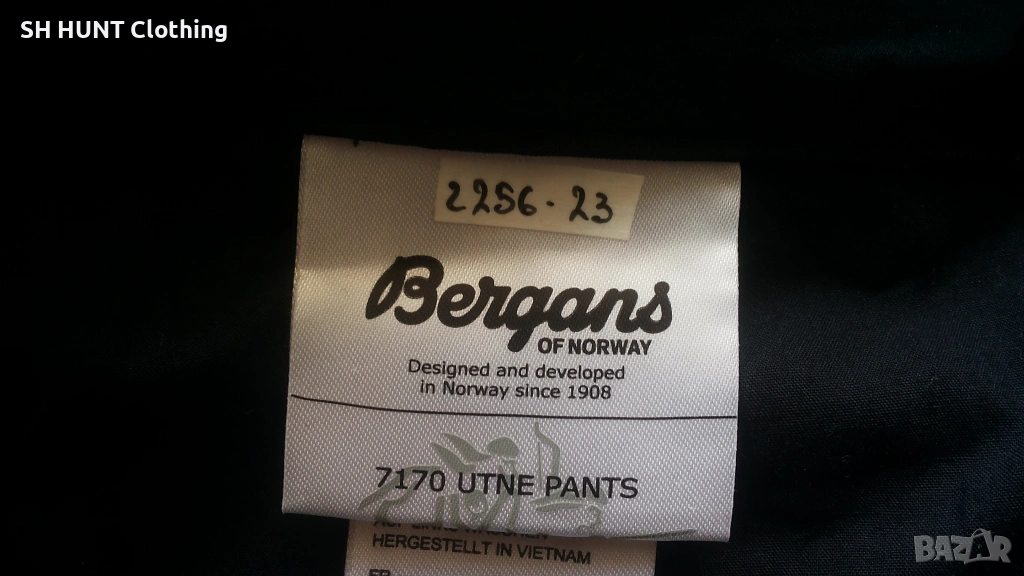 SH HUNT Clothing
2256-23
Bergans
OF NORWAY
Designed and developed
in Norway since 1908
7170 UTNE PANTS
HERGESTELLT IN VIETNAM
FR
BAZAR